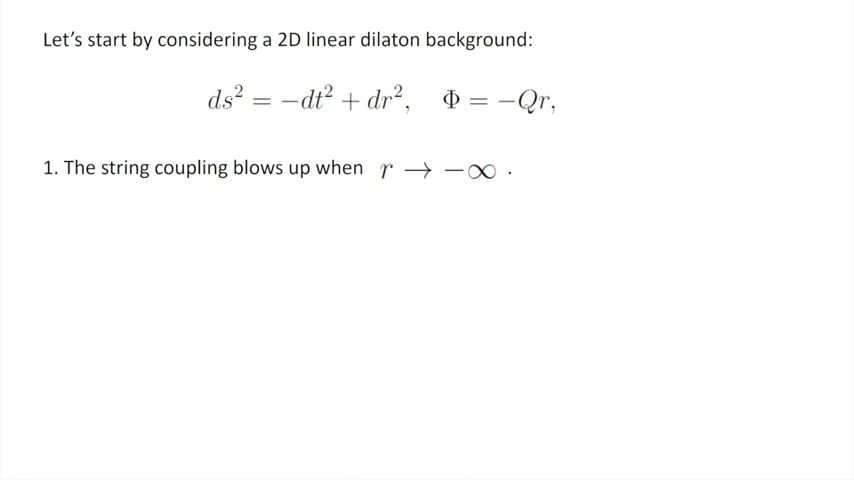 Let's start by considering a 2D linear dilaton background:
ds² = −dt² + dr², Φ = −Qr,
1. The string coupling blows up when r → −∞ .